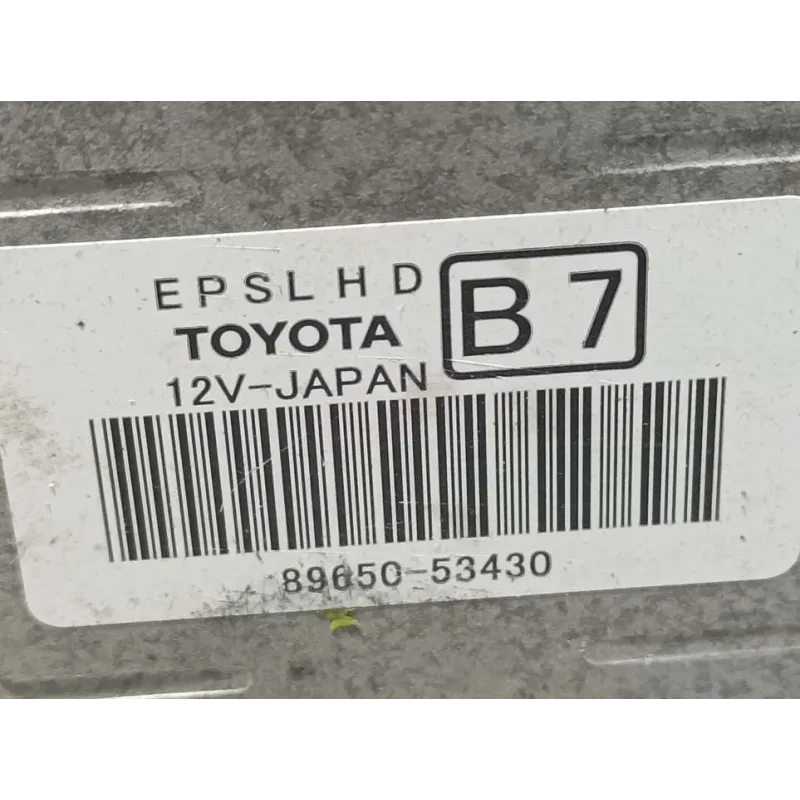 EPSLHD
TOYOTA B7
12V-JAPAN
89650-53430